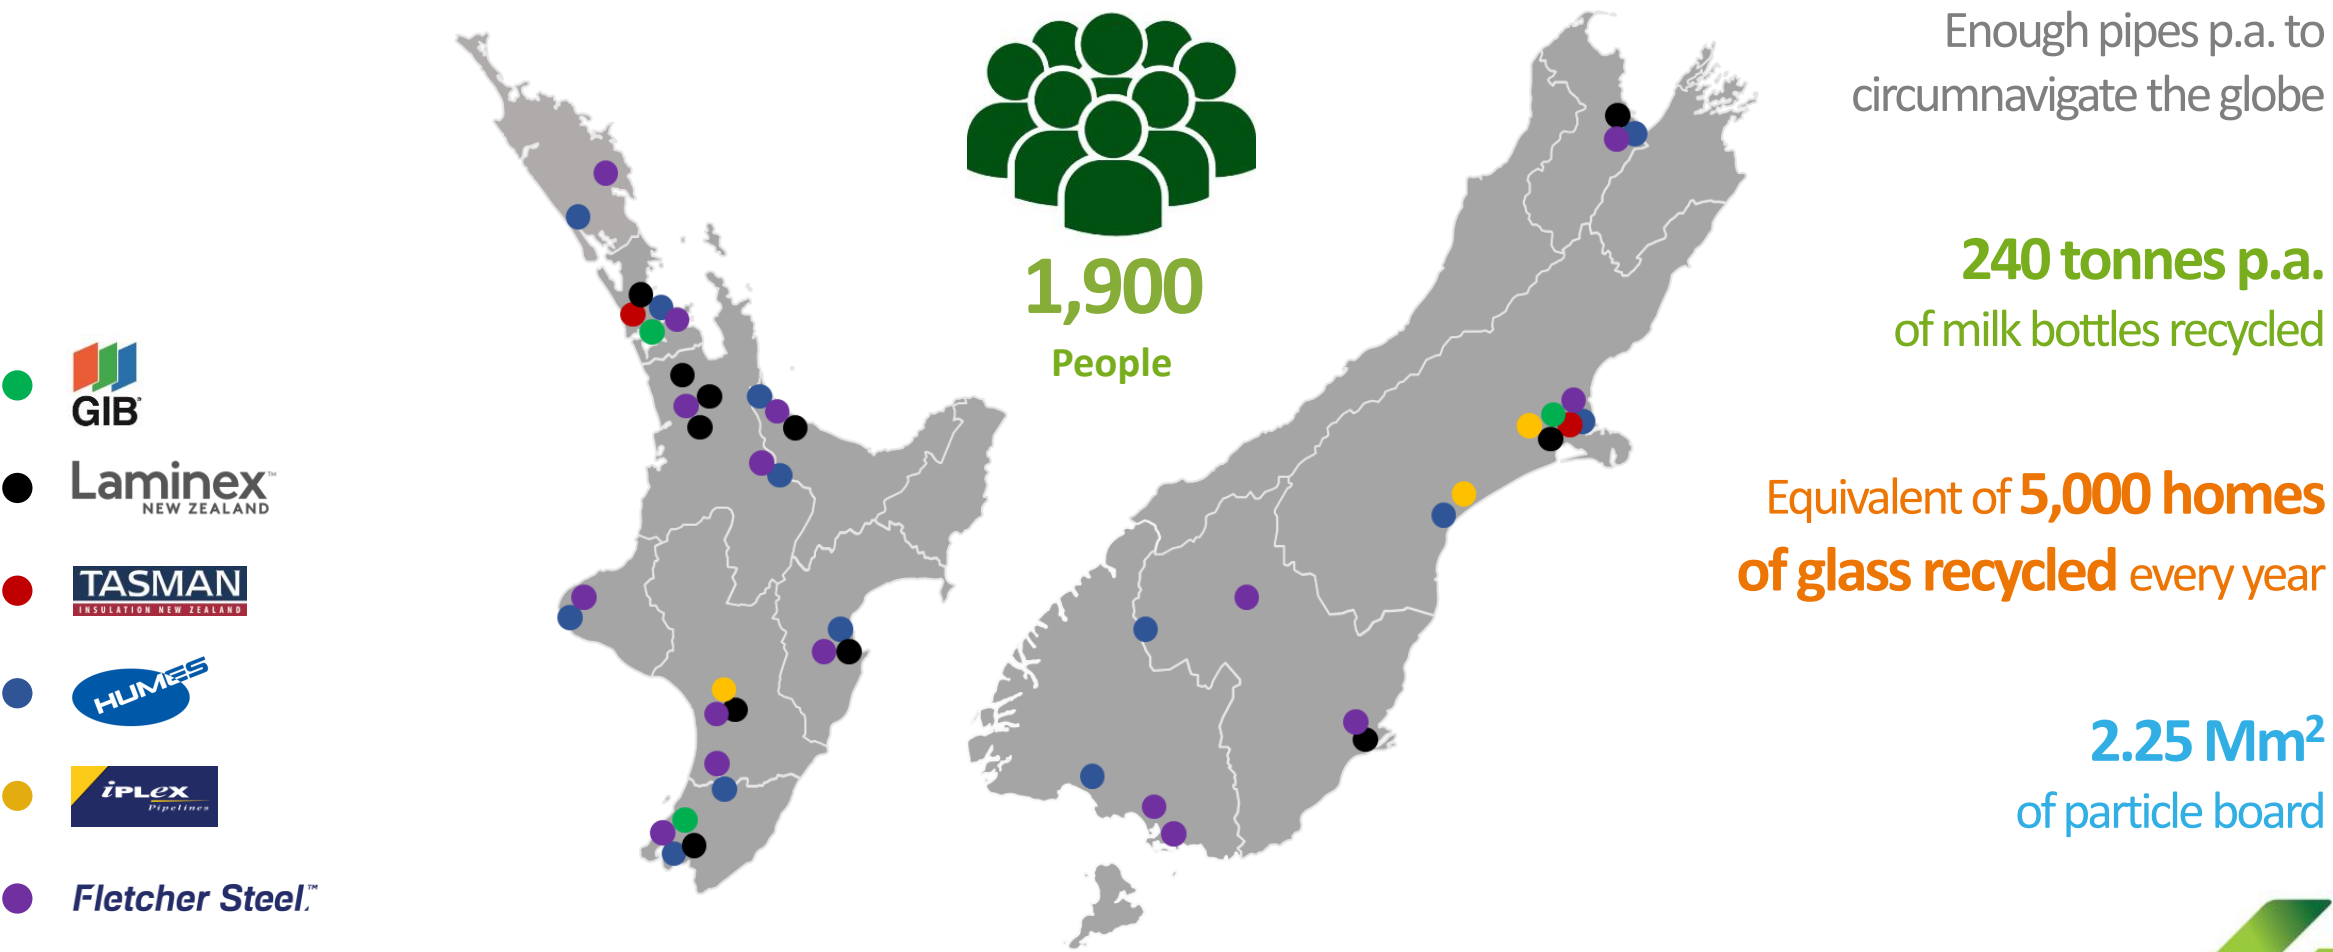 GIB
Laminex™
NEW ZEALAND
TASMAN
INSULATION NEW ZEALAND
HUMES
iPLEX
Pipelines
Fletcher Steel.™
1,900
People
Enough pipes p.a. to
circumnavigate the globe
240 tonnes p.a.
of milk bottles recycled
Equivalent of 5,000 homes
of glass recycled every year
2.25 Mm²
of particle board